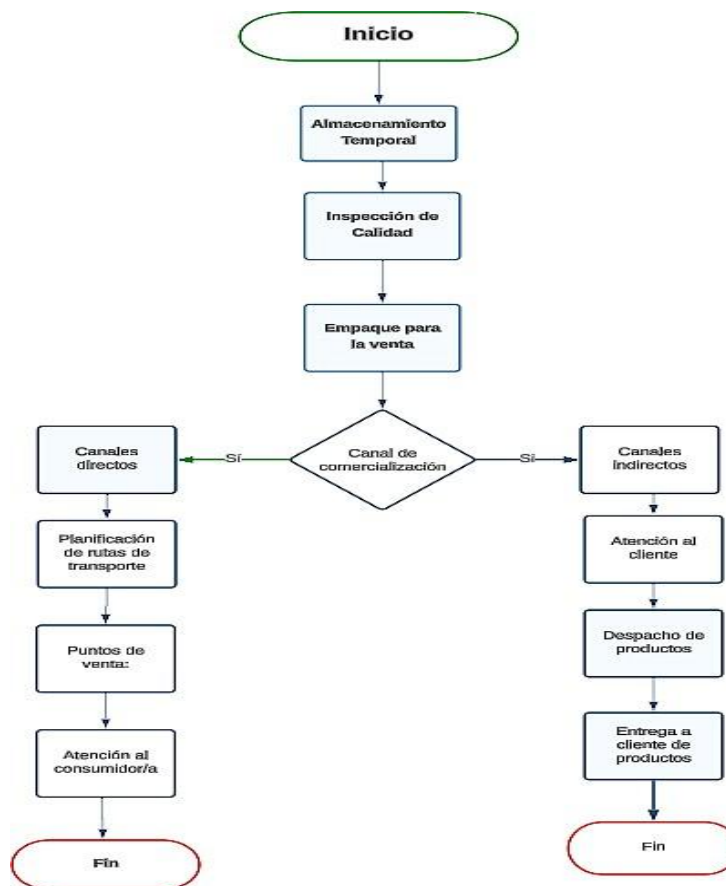 Inicio
Almacenamiento
Temporal
Inspección de
Calidad
Empaque para
la venta
Canales
directos
Sí
Canal de
comercialización
Sí
Canales
indirectos
Planificación
de rutas de
transporte
Puntos de
venta:
Atención al
consumidor/a
Fin
Atención al
cliente
Despacho de
productos
Entrega a
cliente de
productos
Fin